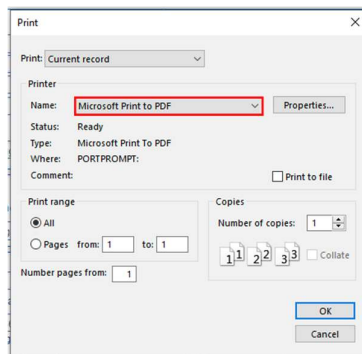 Print
Print: Current record
Printer
Name: Microsoft Print to PDF Properties...
Status: Ready
Type: Microsoft Print To PDF
Where: PORTPROMPT:
Comment: Print to file
Print range
All
Pages from: 1 to: 1
Number pages from: 1
Copies
Number of copies: 1
1 1 2 2 3 3 Collate
OK
Cancel